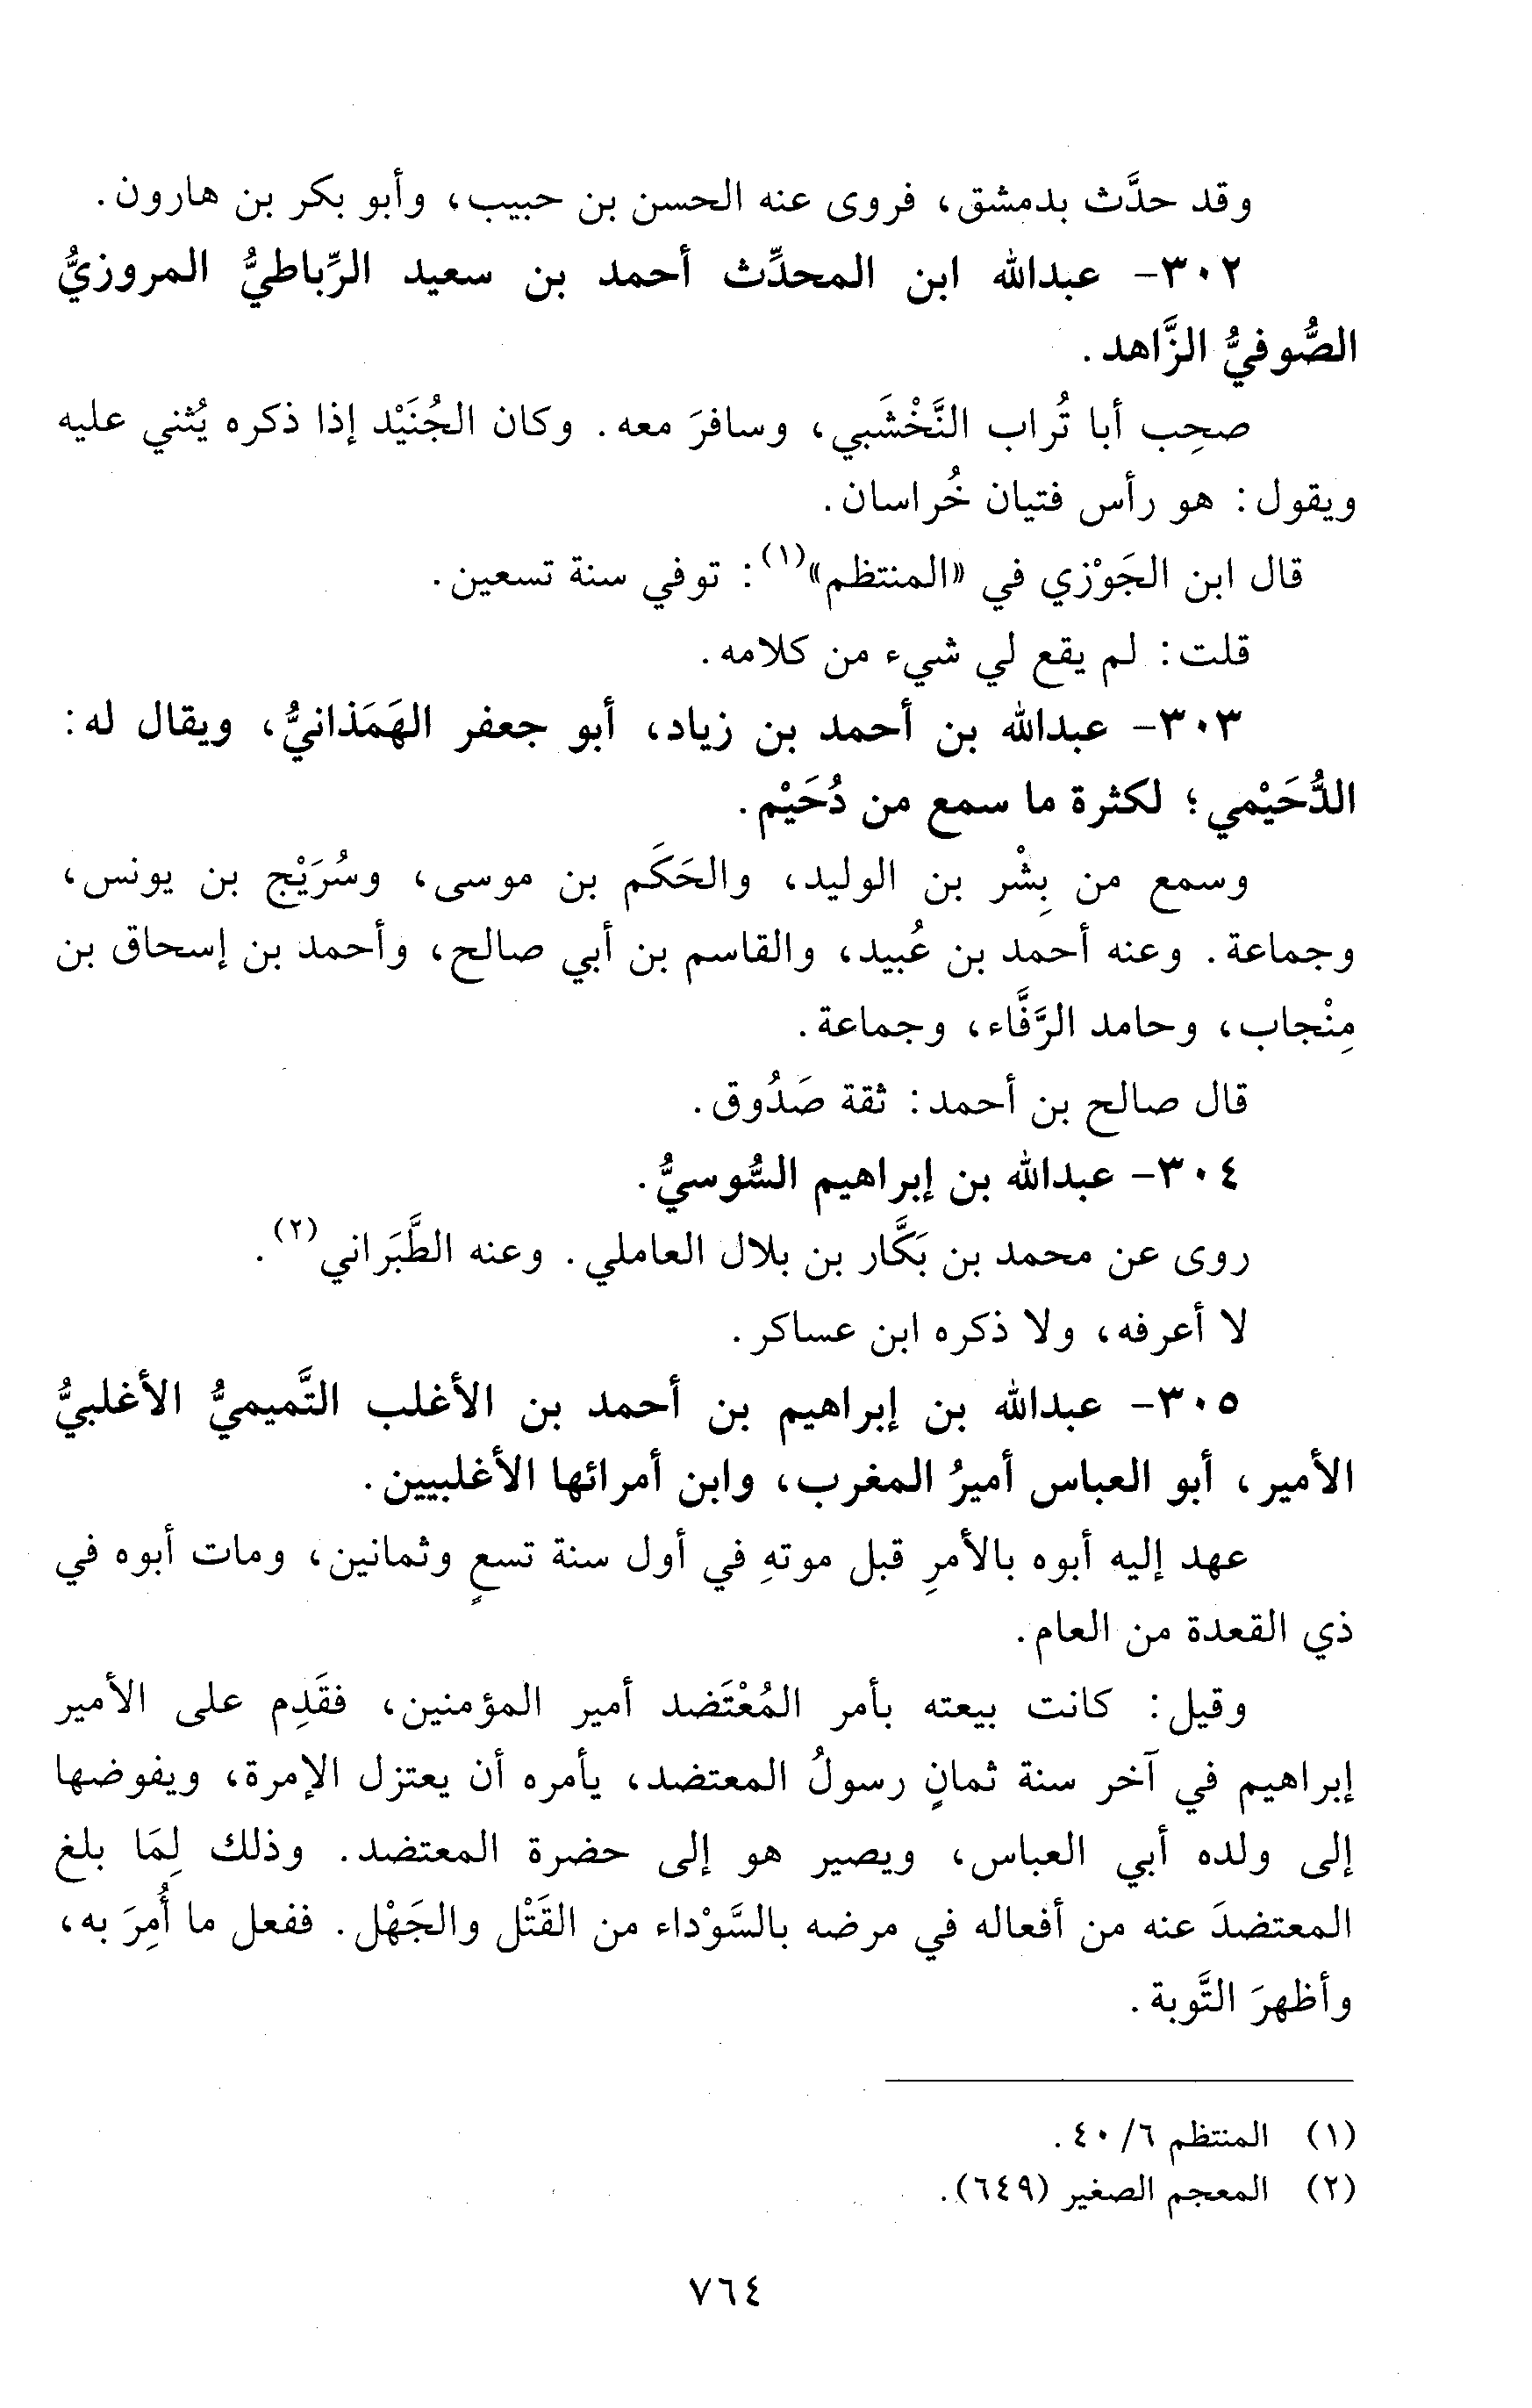 وقد حدَّث بدمشق، فروى عنه الحسن بن حبيب، وأبو بكر بن هارون.
٣٠٢- عبدالله ابن المحدِّث أحمد بن سعيد الرِّباطيُّ المروزيُّ
الصُّوفيُّ الزَّاهد.
صحِب أبا تُراب النَّخْشَبي، وسافرَ معه. وكان الجُنَيْد إذا ذكره يُثني عليه
ويقول: هو رأس فتيان خُراسان.
قال ابن الجَوْزي في «المنتظم»(١): توفي سنة تسعين.
قلت: لم يقع لي شيء من كلامه.
٣٠٣- عبدالله بن أحمد بن زياد، أبو جعفر الهَمَذانيُّ، ويقال له:
الدُّحَيْمي؛ لكثرة ما سمع من دُحَيْم.
وسمع من بِشْر بن الوليد، والحَكَم بن موسى، وسُرَيْج بن يونس،
وجماعة. وعنه أحمد بن عُبيد، والقاسم بن أبي صالح، وأحمد بن إسحاق بن
مِنْجاب، وحامد الرَّفَّاء، وجماعة.
قال صالح بن أحمد: ثقة صَدُوق.
٣٠٤- عبدالله بن إبراهيم السُّوسيُّ.
روى عن محمد بن بَكَّار بن بلال العاملي. وعنه الطَّبَراني(٢).
لا أعرفه، ولا ذكره ابن عساكر.
٣٠٥- عبدالله بن إبراهيم بن أحمد بن الأغلب التَّميميُّ الأغلبيُّ
الأمير، أبو العباس أميرُ المغرب، وابن أمرائها الأغلبيين.
عهد إليه أبوه بالأمرِ قبل موتهِ في أول سنة تسعٍ وثمانين، ومات أبوه في
ذي القعدة من العام.
وقيل: كانت بيعته بأمر المُعْتَضد أمير المؤمنين، فقَدِم على الأمير
إبراهيم في آخر سنة ثمانٍ رسولُ المعتضد، يأمره أن يعتزل الإمرة، ويفوضها
إلى ولده أبي العباس، ويصير هو إلى حضرة المعتضد. وذلك لِمَا بلغ
المعتضدَ عنه من أفعاله في مرضه بالسَّوْداء من القَتْل والجَهْل. ففعل ما أُمِرَ به،
وأظهرَ التَّوبة.
(١) المنتظم ٦/ ٤٠.
(٢) المعجم الصغير (٦٤٩).
٧٦٤